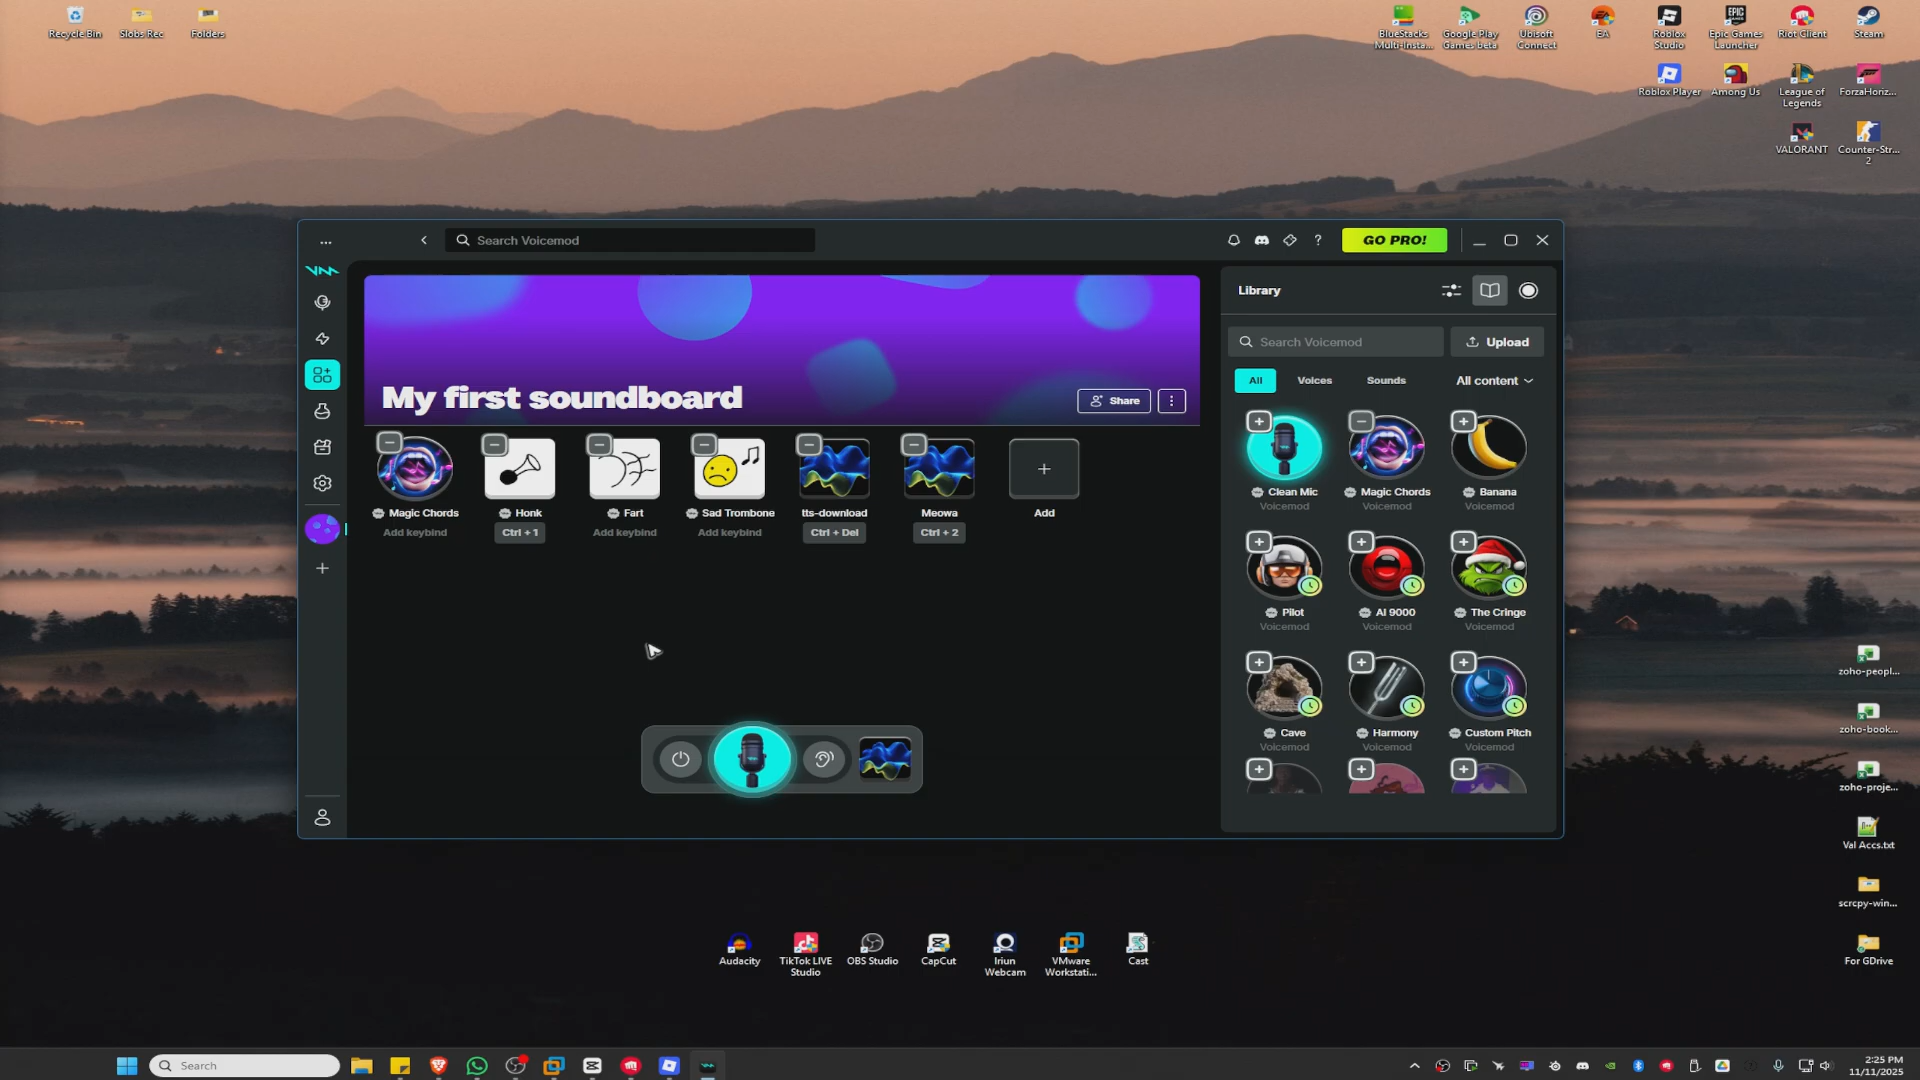 Recycle Bin
Slobs Rec
Folders
BlueStacks
Multi-Insta...
Google Play
Games beta
Ubisoft
Connect
EA
Roblox
Studio
Epic Games
Launcher
Riot Client
Steam
Roblox Player
Among Us
League of
Legends
ForzaHoriz...
VALORANT
Counter-Str...
2
Search Voicemod
?
GO PRO!
My first soundboard
Share
Magic Chords
Add keybind
Honk
Ctrl + 1
Fart
Add keybind
Sad Trombone
Add keybind
tts-download
Ctrl + Del
Meowa
Ctrl + 2
Add
Library
Search Voicemod
Upload
All
Voices
Sounds
All content
Clean Mic
Voicemod
Magic Chords
Voicemod
Banana
Voicemod
Pilot
Voicemod
AI 9000
Voicemod
The Cringe
Voicemod
Cave
Voicemod
Harmony
Voicemod
Custom Pitch
Voicemod
zoho-peopl...
zoho-book...
zoho-proje...
Val Accs.txt
scrcpy-win...
For GDrive
Audacity
TikTok LIVE
Studio
OBS Studio
CapCut
Iriun
Webcam
VMware
Workstati...
Cast
Search
2:25 PM
11/11/2025